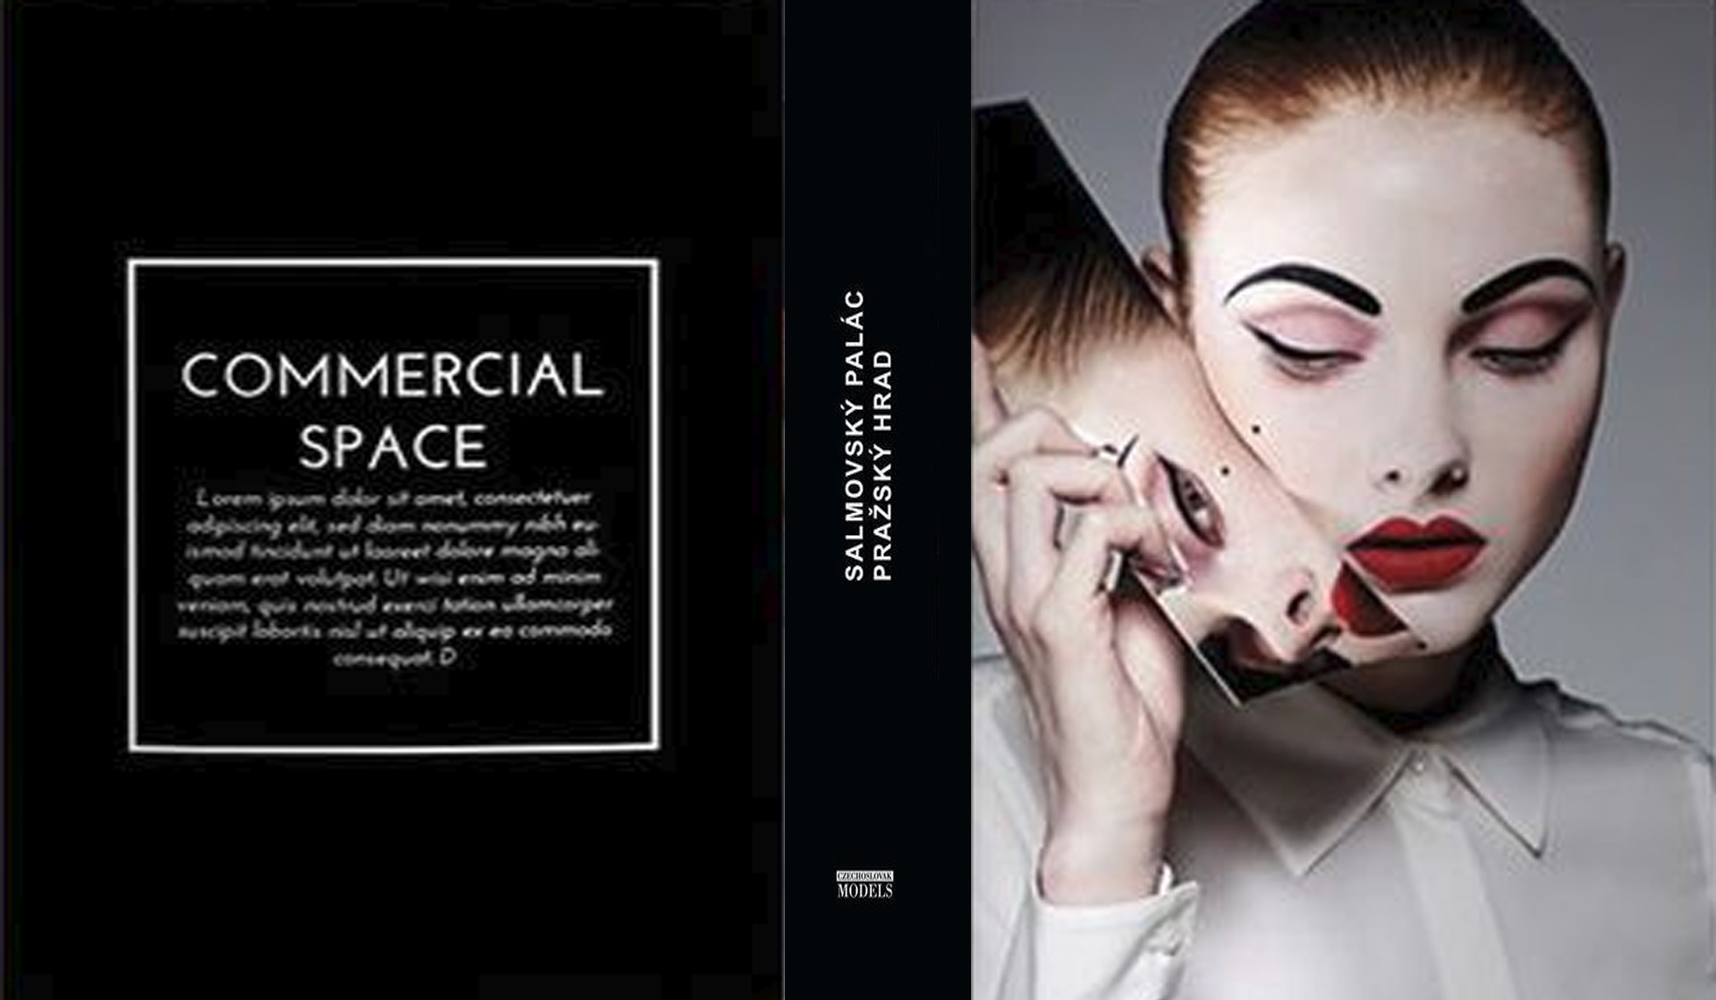 COMMERCIAL
SPACE
Lorem ipsum dolor sit amet, consectetuer
adipiscing elit, sed diam nonummy nibh eu-
ismod tincidunt ut laoreet dolore magna ali-
quam erat volutpat. Ut wisi enim ad minim
veniam, quis nostrud exerci tation ullamcorper
suscipit lobortis nisl ut aliquip ex ea commodo
consequat. D
SALMOVSKÝ PALÁC
PRAŽSKÝ HRAD
CZECHOSLOVAK
MODELS